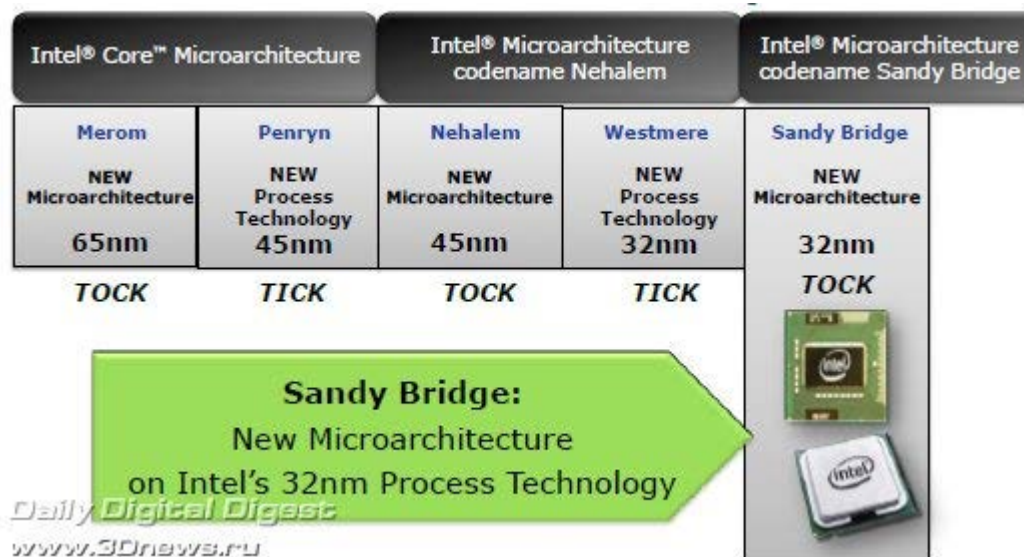 Intel® Core™ Microarchitecture
Intel® Microarchitecture
codename Nehalem
Intel® Microarchitecture
codename Sandy Bridge
Merom
NEW
Microarchitecture
65nm
TOCK
Penryn
NEW
Process
Technology
45nm
TICK
Nehalem
NEW
Microarchitecture
45nm
TOCK
Westmere
NEW
Process
Technology
32nm
TICK
Sandy Bridge
NEW
Microarchitecture
32nm
TOCK
intel
intel
Sandy Bridge:
New Microarchitecture
on Intel's 32nm Process Technology
Daily Digital Digest
www.3Dnews.ru